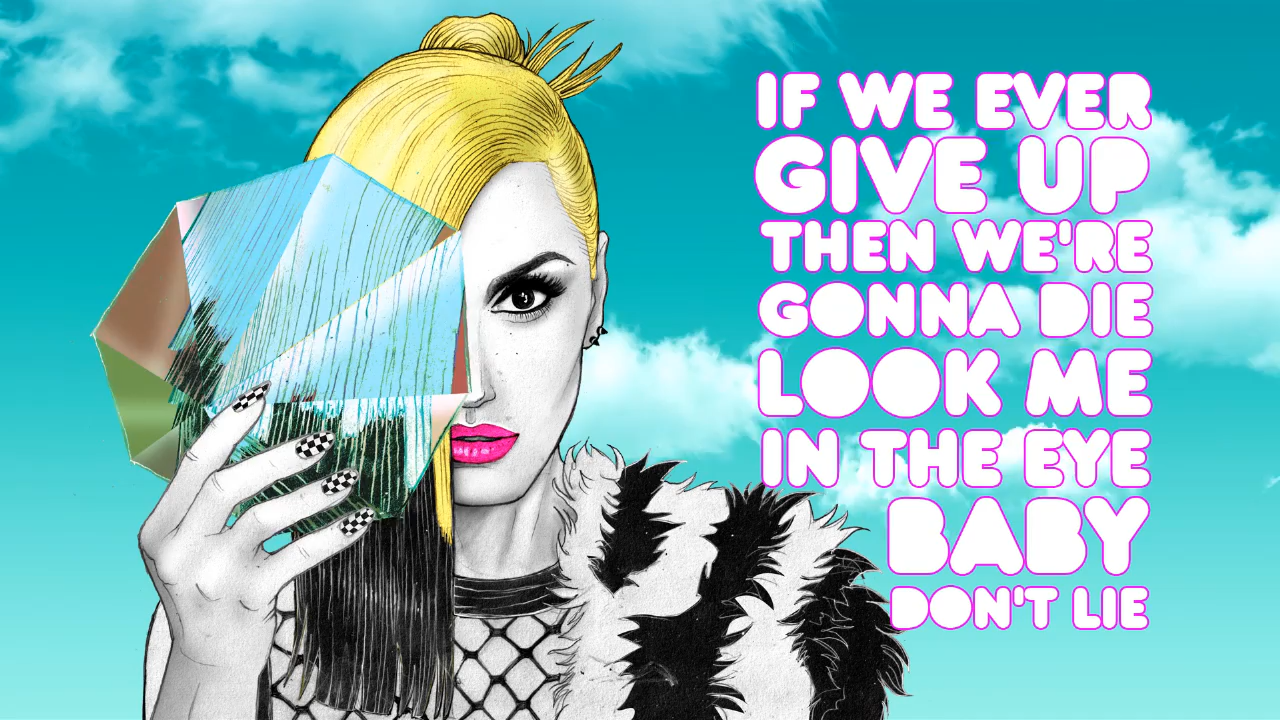 IF WE EVER
GIVE UP
THEN WE'RE
GONNA DIE
LOOK ME
IN THE EYE
BABY
DON'T LIE